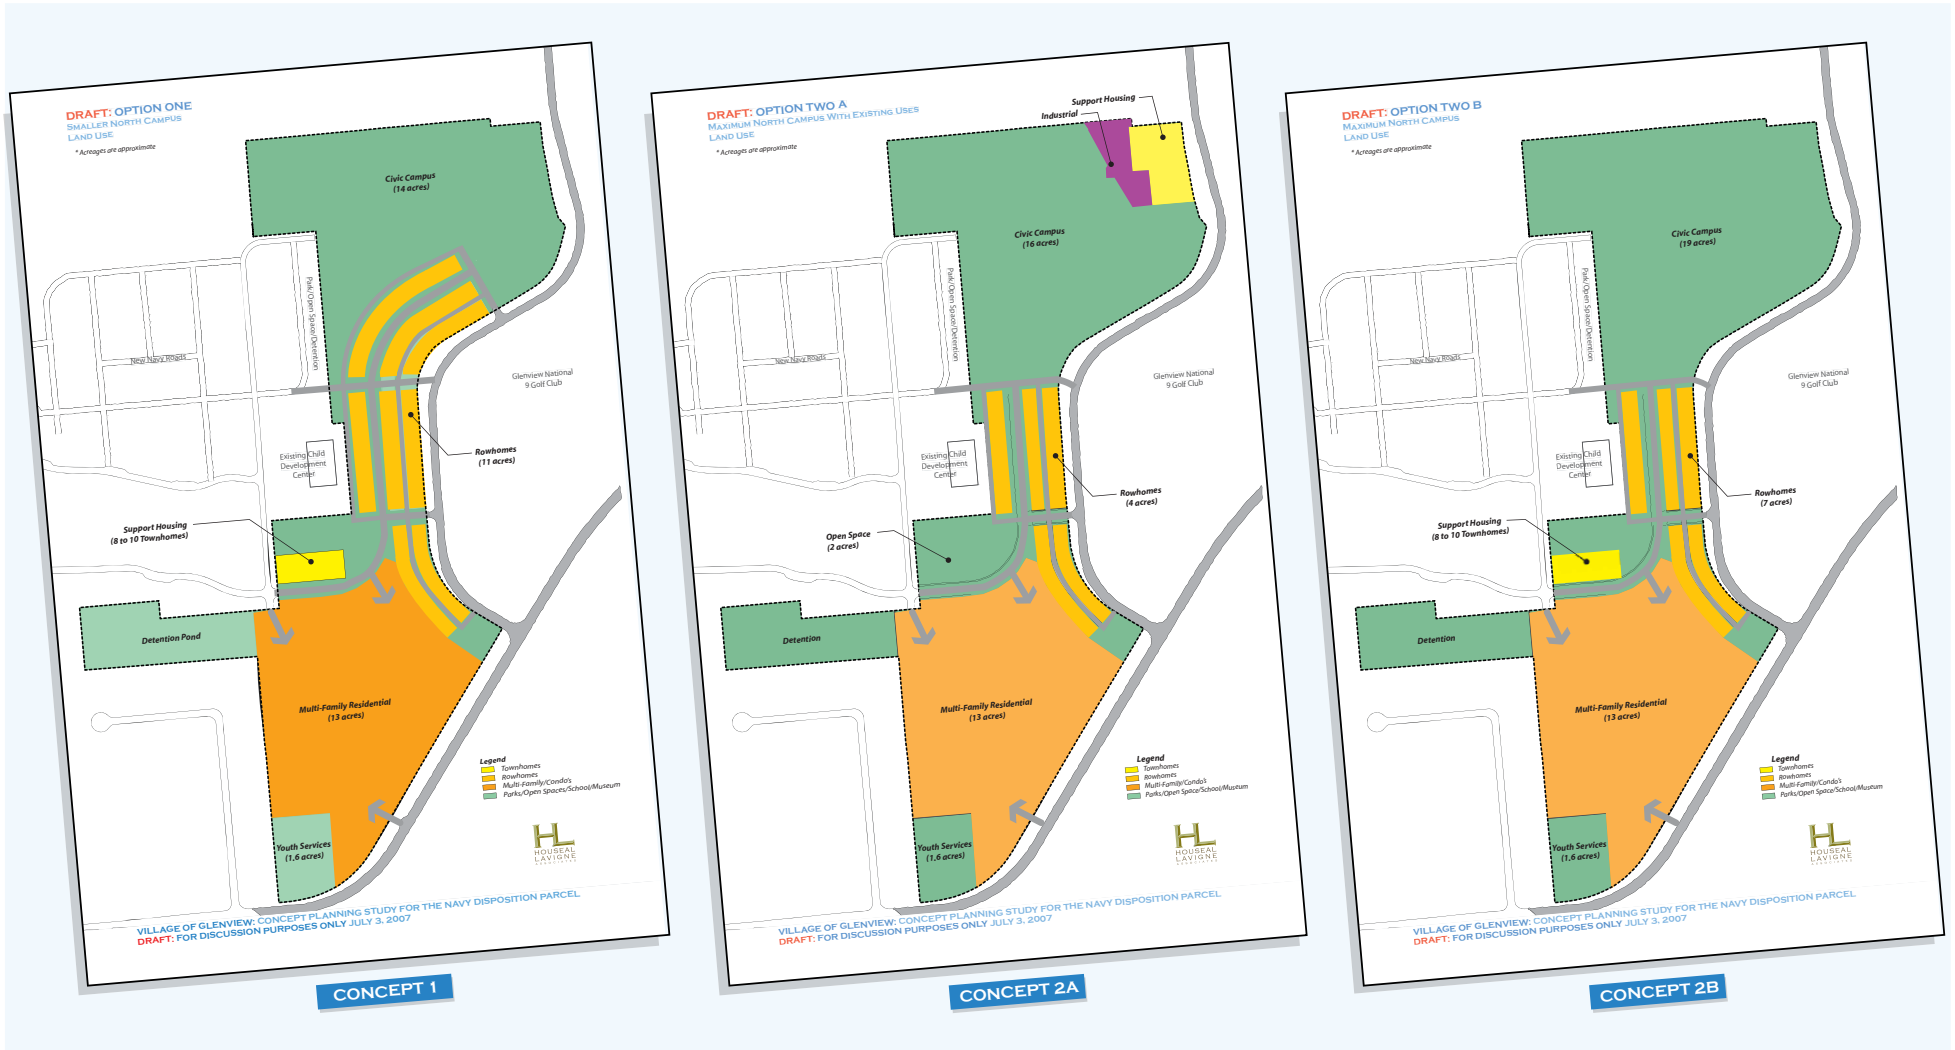 DRAFT: OPTION ONE
SMALLER NORTH CAMPUS
LAND USE
* Acreages are approximate
Civic Campus
(14 acres)
Park/Open Space/Detention
New Navy Roads
Glenview National
9 Golf Club
Existing Child
Development
Center
Rowhomes
(11 acres)
Support Housing
(8 to 10 Townhomes)
Detention Pond
Multi-Family Residential
(13 acres)
Legend
Townhomes
Rowhomes
Multi-Family/Condo's
Parks/Open Spaces/School/Museum
Youth Services
(1.6 acres)
HL
HOUSEAL
LAVIGNE
ASSOCIATES
VILLAGE OF GLENVIEW: CONCEPT PLANNING STUDY FOR THE NAVY DISPOSITION PARCEL
DRAFT: FOR DISCUSSION PURPOSES ONLY JULY 3, 2007
CONCEPT 1
DRAFT: OPTION TWO A
MAXIMUM NORTH CAMPUS WITH EXISTING USES
LAND USE
* Acreages are approximate
Support Housing
Industrial
Civic Campus
(16 acres)
Park/Open Space/Detention
New Navy Roads
Glenview National
9 Golf Club
Existing Child
Development
Center
Rowhomes
(4 acres)
Open Space
(2 acres)
Detention
Multi-Family Residential
(13 acres)
Legend
Townhomes
Rowhomes
Multi-Family/Condo's
Parks/Open Space/School/Museum
Youth Services
(1.6 acres)
HL
HOUSEAL
LAVIGNE
ASSOCIATES
VILLAGE OF GLENVIEW: CONCEPT PLANNING STUDY FOR THE NAVY DISPOSITION PARCEL
DRAFT: FOR DISCUSSION PURPOSES ONLY JULY 3, 2007
CONCEPT 2A
DRAFT: OPTION TWO B
MAXIMUM NORTH CAMPUS
LAND USE
* Acreages are approximate
Civic Campus
(19 acres)
Park/Open Space/Detention
New Navy Roads
Glenview National
9 Golf Club
Existing Child
Development
Center
Rowhomes
(7 acres)
Support Housing
(8 to 10 Townhomes)
Detention
Multi-Family Residential
(13 acres)
Legend
Townhomes
Rowhomes
Multi-Family/Condo's
Parks/Open Space/School/Museum
Youth Services
(1.6 acres)
HL
HOUSEAL
LAVIGNE
ASSOCIATES
VILLAGE OF GLENVIEW: CONCEPT PLANNING STUDY FOR THE NAVY DISPOSITION PARCEL
DRAFT: FOR DISCUSSION PURPOSES ONLY JULY 3, 2007
CONCEPT 2B